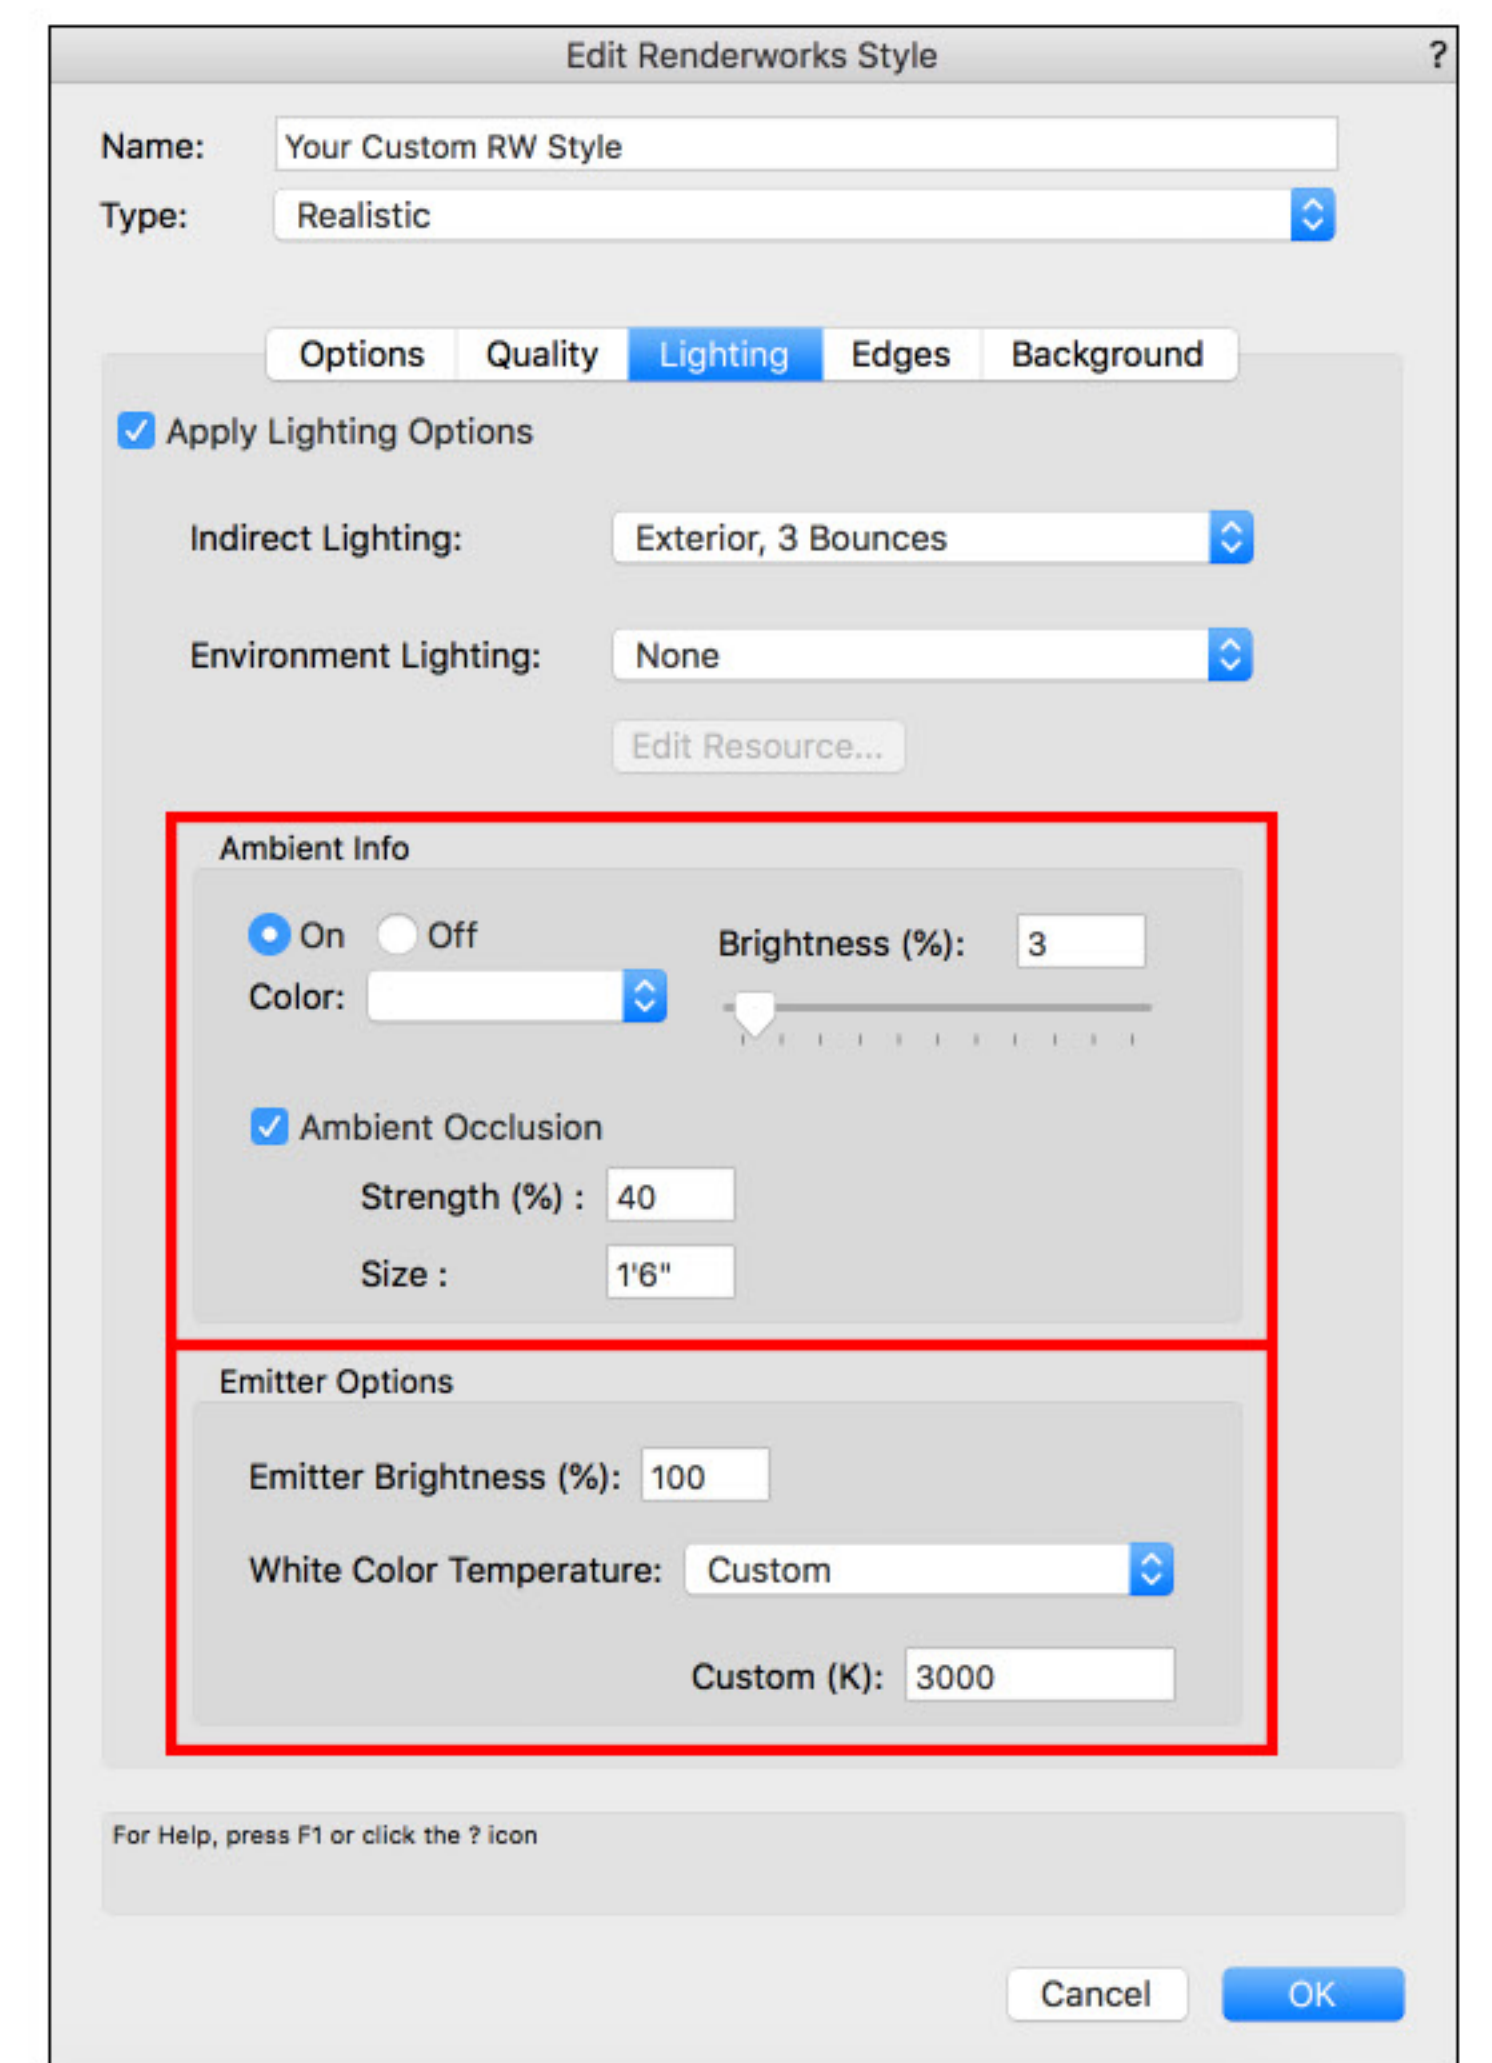 Edit Renderworks Style ?
Name: Your Custom RW Style
Type: Realistic
Options Quality Lighting Edges Background
Apply Lighting Options
Indirect Lighting: Exterior, 3 Bounces
Environment Lighting: None
Edit Resource...
Ambient Info
On Off Brightness (%): 3
Color:
Ambient Occlusion
Strength (%) : 40
Size : 1'6"
Emitter Options
Emitter Brightness (%): 100
White Color Temperature: Custom
Custom (K): 3000
For Help, press F1 or click the ? icon
Cancel OK